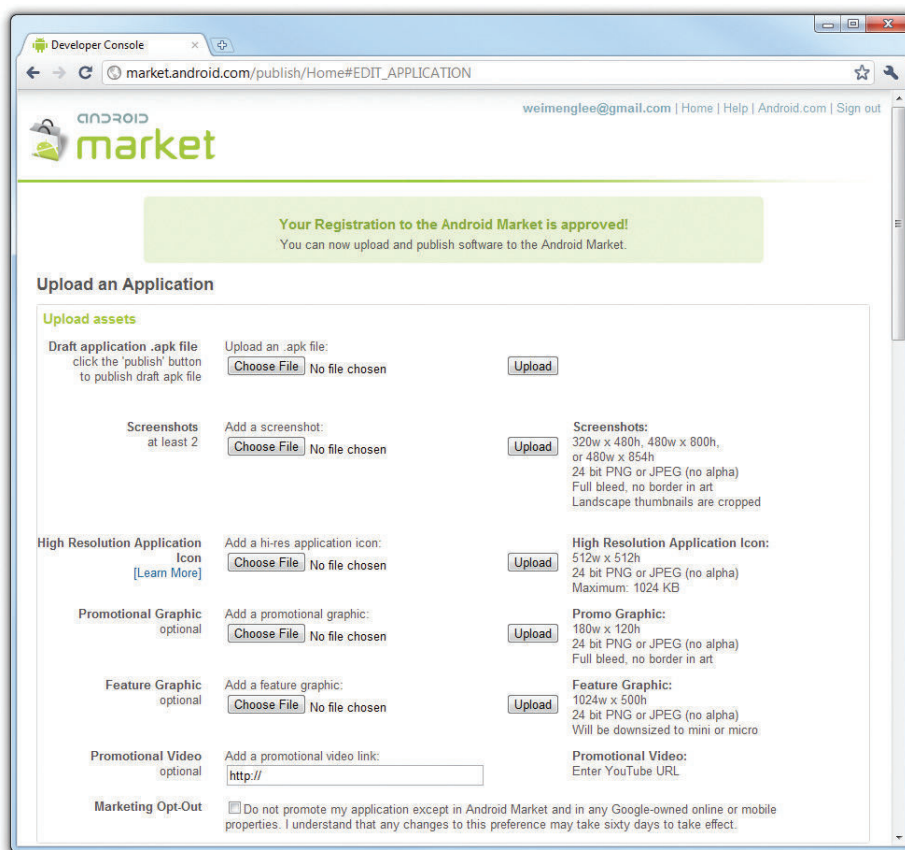 Developer Console
market.android.com/publish/Home#EDIT_APPLICATION
weimenglee@gmail.com | Home | Help | Android.com | Sign out
android
market
Your Registration to the Android Market is approved!
You can now upload and publish software to the Android Market.
Upload an Application
Upload assets
Draft application .apk file
click the 'publish' button
to publish draft apk file
Upload an .apk file:
Choose File No file chosen
Upload
Screenshots
at least 2
Add a screenshot:
Choose File No file chosen
Upload
Screenshots:
320w x 480h, 480w x 800h,
or 480w x 854h
24 bit PNG or JPEG (no alpha)
Full bleed, no border in art
Landscape thumbnails are cropped
High Resolution Application
Icon
[Learn More]
Add a hi-res application icon:
Choose File No file chosen
Upload
High Resolution Application Icon:
512w x 512h
24 bit PNG or JPEG (no alpha)
Maximum: 1024 KB
Promotional Graphic
optional
Add a promotional graphic:
Choose File No file chosen
Upload
Promo Graphic:
180w x 120h
24 bit PNG or JPEG (no alpha)
Full bleed, no border in art
Feature Graphic
optional
Add a feature graphic:
Choose File No file chosen
Upload
Feature Graphic:
1024w x 500h
24 bit PNG or JPEG (no alpha)
Will be downsized to mini or micro
Promotional Video
optional
Add a promotional video link:
http://
Promotional Video:
Enter YouTube URL
Marketing Opt-Out
Do not promote my application except in Android Market and in any Google-owned online or mobile
properties. I understand that any changes to this preference may take sixty days to take effect.